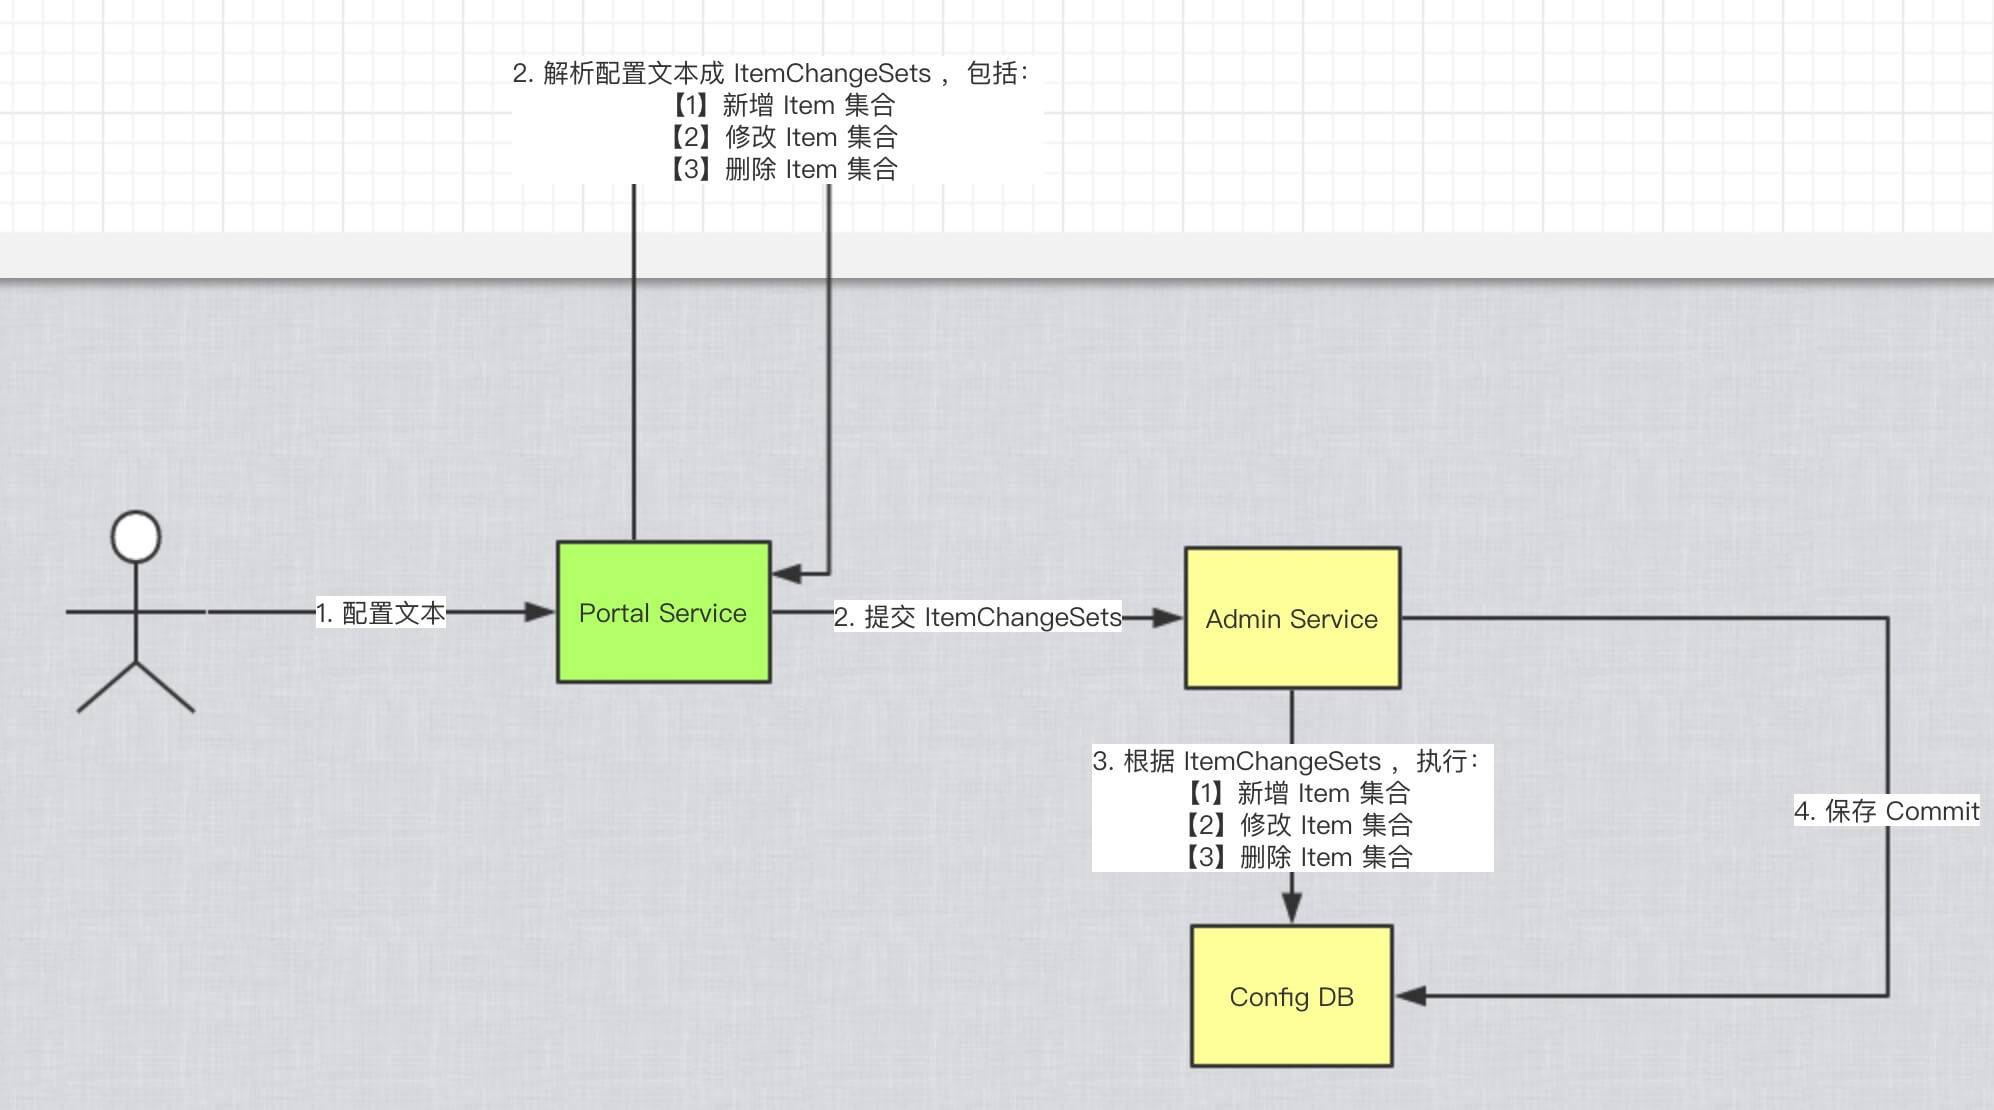 2. 解析配置文本成 ItemChangeSets ，包括：
【1】新增 Item 集合
【2】修改 Item 集合
【3】删除 Item 集合
1. 配置文本
Portal Service
2. 提交 ItemChangeSets
Admin Service
3. 根据 ItemChangeSets ，执行：
【1】新增 Item 集合
【2】修改 Item 集合
【3】删除 Item 集合
4. 保存 Commit
Config DB